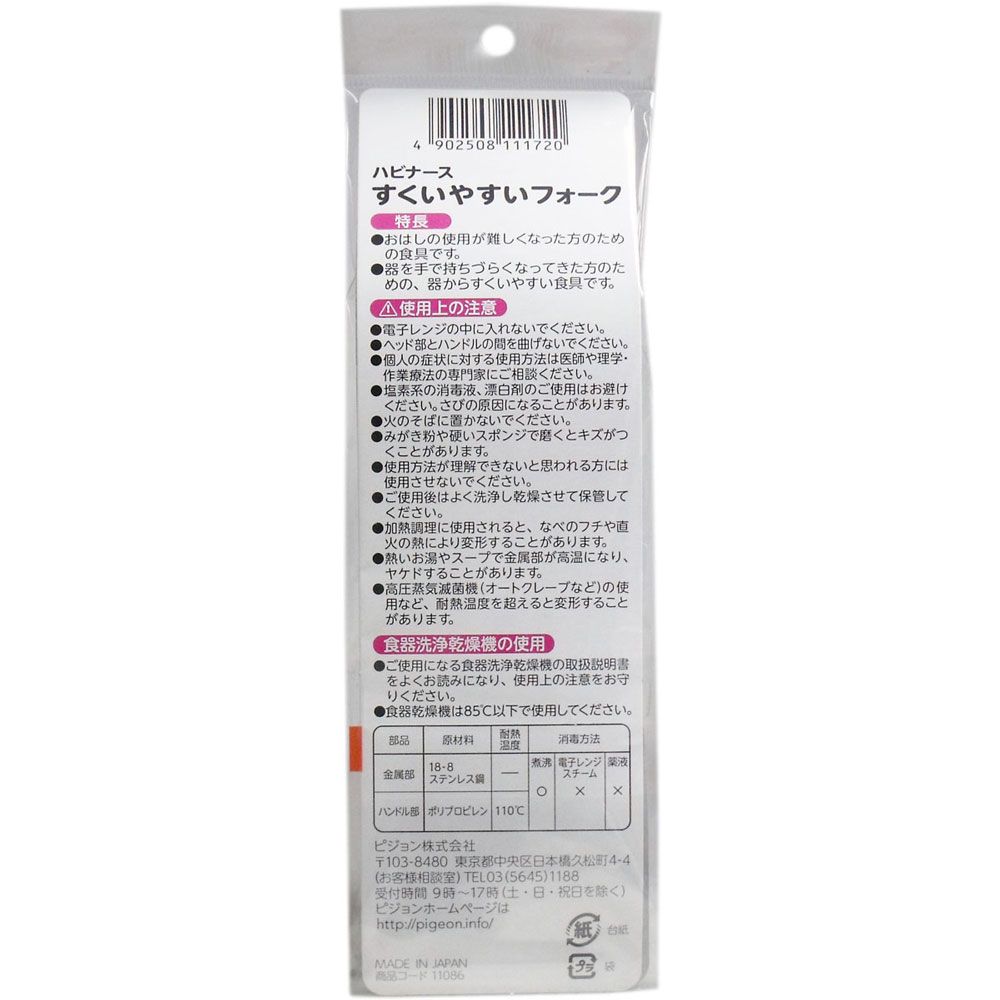 4 902508 111720
ハビナース
すくいやすいフォーク
特長
●おはしの使用が難しくなった方のため
の食具です。
●器を手で持ちづらくなってきた方のた
めの、器からすくいやすい食具です。
⚠使用上の注意
●電子レンジの中に入れないでください。
●ヘッド部とハンドルの間を曲げないでください。
●個人の症状に対する使用方法は医師や理学・
作業療法の専門家にご相談ください。
●塩素系の消毒液、漂白剤のご使用はお避け
ください。さびの原因になることがあります。
●火のそばに置かないでください。
●みがき粉や硬いスポンジで磨くとキズがつ
くことがあります。
●使用方法が理解できないと思われる方には
使用させないでください。
●ご使用後はよく洗浄し乾燥させて保管して
ください。
●加熱調理に使用されると、なべのフチや直
火の熱により変形することがあります。
●熱いお湯やスープで金属部が高温になり、
ヤケドすることがあります。
●高圧蒸気滅菌機(オートクレーブなど)の使
用など、耐熱温度を超えると変形すること
があります。
食器洗浄乾燥機の使用
●ご使用になる食器洗浄乾燥機の取扱説明書
をよくお読みになり、使用上の注意をお守
りください。
●食器乾燥機は85℃以下で使用してください。
部品 原材料 耐熱温度 消毒方法
煮沸 電子レンジスチーム 薬液
金属部 18-8ステンレス鋼 — ○ × ×
ハンドル部 ポリプロピレン 110℃
ピジョン株式会社
〒103-8480 東京都中央区日本橋久松町4-4
(お客様相談室) TEL03(5645)1188
受付時間 9時〜17時(土・日・祝日を除く)
ピジョンホームページは
http://pigeon.info/
紙 台紙
MADE IN JAPAN
プラ 袋
商品コード 11086